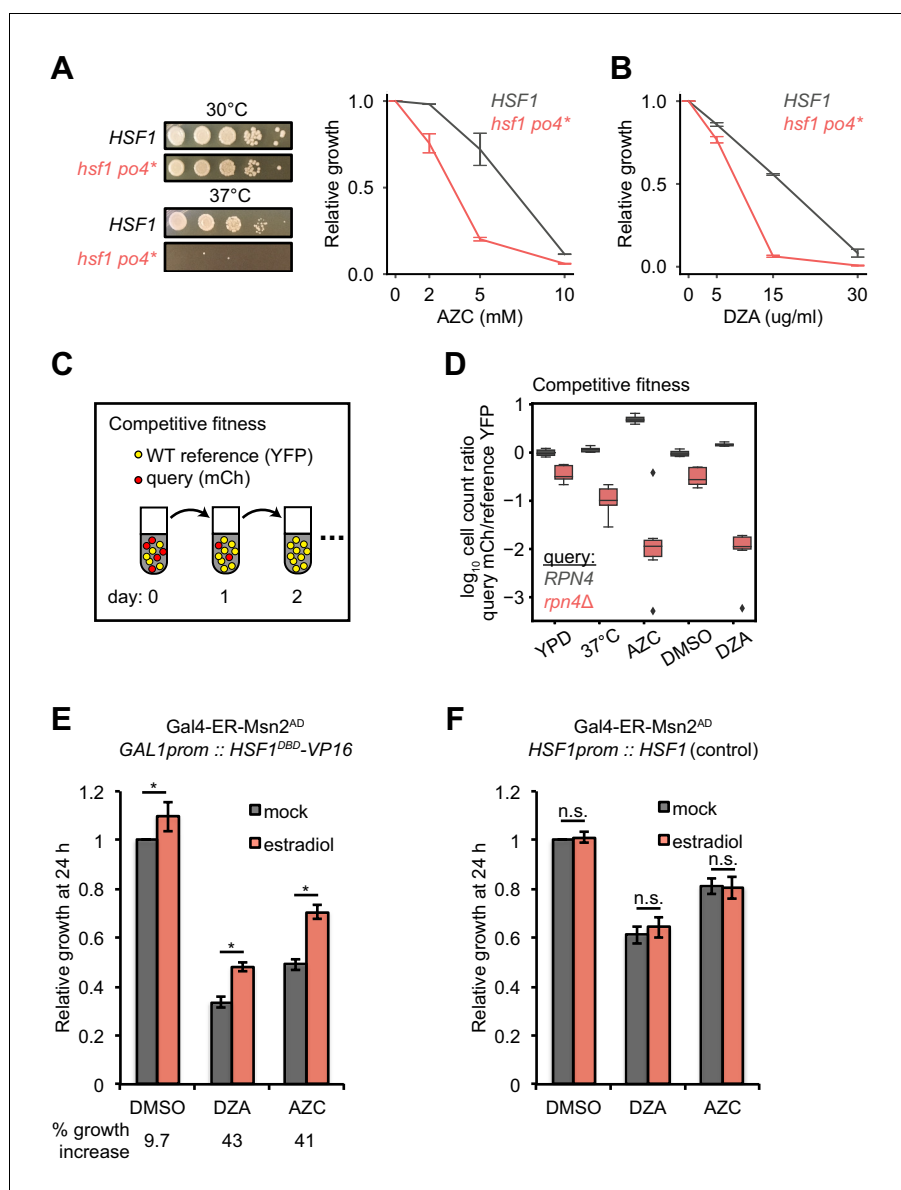 A
30°C
HSF1
hsf1 po4*
37°C
HSF1
hsf1 po4*
Relative growth
1.0
0.5
0.0
HSF1
hsf1 po4*
0 2 5 10
AZC (mM)
B
Relative growth
1.0
0.5
0.0
HSF1
hsf1 po4*
0 5 15 30
DZA (ug/ml)
C
Competitive fitness
WT reference (YFP)
query (mCh)
...
day: 0 1 2
D
Competitive fitness
log10 cell count ratio
query mCh/reference YFP
1
0
−1
−2
−3
query:
RPN4
rpn4Δ
YPD 37°C AZC DMSO DZA
E
Gal4-ER-Msn2AD
GAL1prom :: HSF1DBD-VP16
Relative growth at 24 h
1.2
1
0.8
0.6
0.4
0.2
0
mock
estradiol
*
*
*
DMSO DZA AZC
% growth
increase
9.7 43 41
F
Gal4-ER-Msn2AD
HSF1prom :: HSF1 (control)
Relative growth at 24 h
1.2
1
0.8
0.6
0.4
0.2
0
mock
estradiol
n.s.
n.s.
n.s.
DMSO DZA AZC